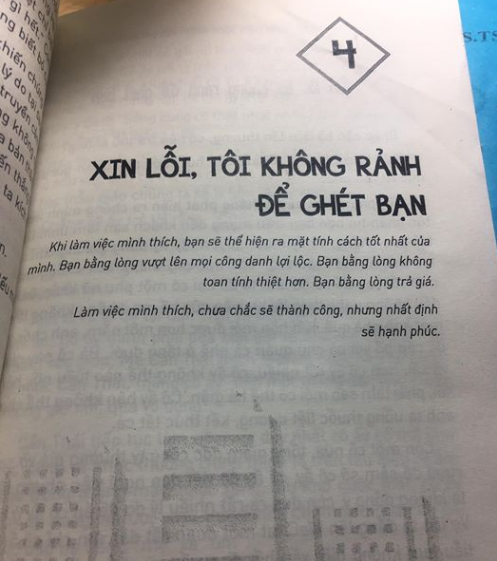 4
XIN LỖI, TÔI KHÔNG RẢNH
ĐỂ GHÉT BẠN
Khi làm việc mình thích, bạn sẽ thể hiện ra mặt tính cách tốt nhất của
mình. Bạn bằng lòng vượt lên mọi công danh lợi lộc. Bạn bằng lòng không
toan tính thiệt hơn. Bạn bằng lòng trả giá.
Làm việc mình thích, chưa chắc sẽ thành công, nhưng nhất định
sẽ hạnh phúc.